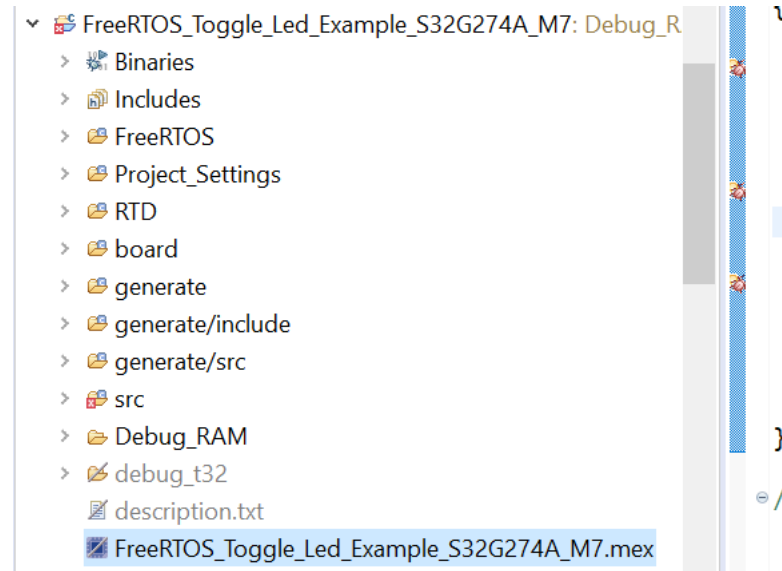 FreeRTOS_Toggle_Led_Example_S32G274A_M7: Debug_R
Binaries
Includes
FreeRTOS
Project_Settings
RTD
board
generate
generate/include
generate/src
src
Debug_RAM
debug_t32
description.txt
FreeRTOS_Toggle_Led_Example_S32G274A_M7.mex
}
/